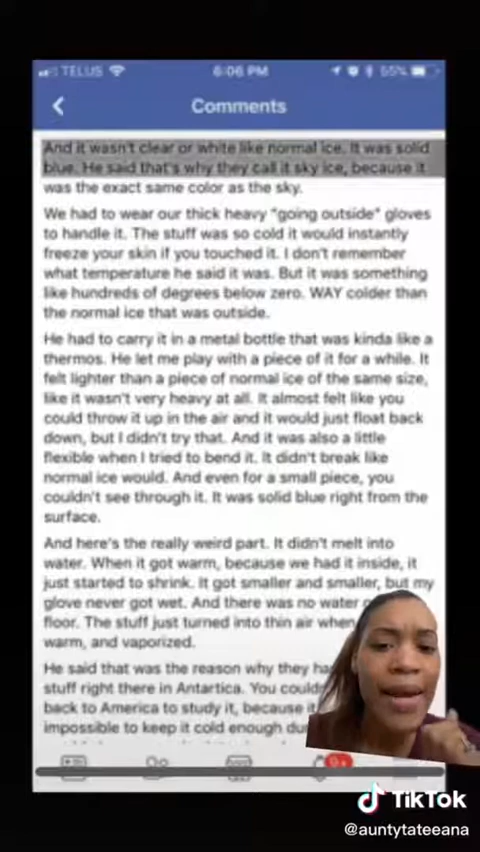 TELUS
6:06 PM
55%
Comments
And it wasn't clear or white like normal ice. It was solid
blue. He said that's why they call it sky ice, because it
was the exact same color as the sky.
We had to wear our thick heavy "going outside" gloves
to handle it. The stuff was so cold it would instantly
freeze your skin if you touched it. I don't remember
what temperature he said it was. But it was something
like hundreds of degrees below zero. WAY colder than
the normal ice that was outside.
He had to carry it in a metal bottle that was kinda like a
thermos. He let me play with a piece of it for a while. It
felt lighter than a piece of normal ice of the same size,
like it wasn't very heavy at all. It almost felt like you
could throw it up in the air and it would just float back
down, but I didn't try that. And it was also a little
flexible when I tried to bend it. It didn't break like
normal ice would. And even for a small piece, you
couldn't see through it. It was solid blue right from the
surface.
And here's the really weird part. It didn't melt into
water. When it got warm, because we had it inside, it
just started to shrink. It got smaller and smaller, but my
glove never got wet. And there was no water
floor. The stuff just turned into thin air when
warm, and vaporized.
He said that was the reason why they
stuff right there in Antartica. You
back to America to study it, because
impossible to keep it cold enough
TikTok
@auntytateeana